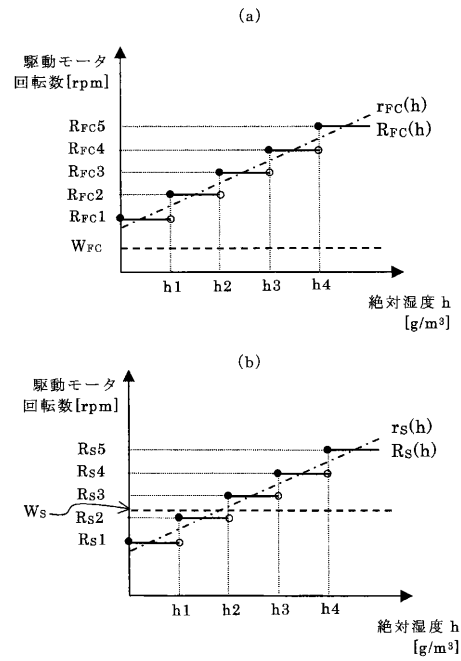 (a)
駆動モータ
回転数[rpm]
rFC(h)
RFC5
RFC(h)
RFC4
RFC3
RFC2
RFC1
WFC
h1 h2 h3 h4
絶対湿度 h
[g/m³]
(b)
駆動モータ
回転数[rpm]
rS(h)
RS5
RS(h)
RS4
RS3
WS
RS2
RS1
h1 h2 h3 h4
絶対湿度 h
[g/m³]